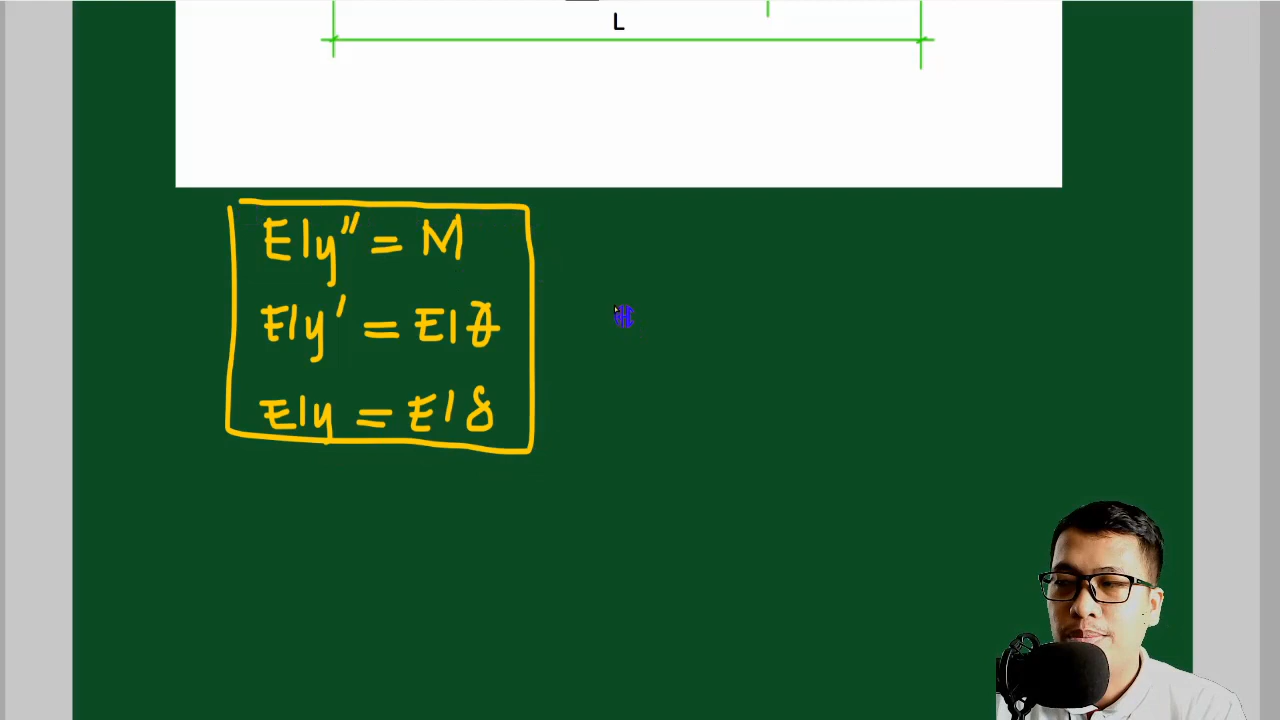 L
EIy'' = M
EIy' = EIθ
EIy = EIδ